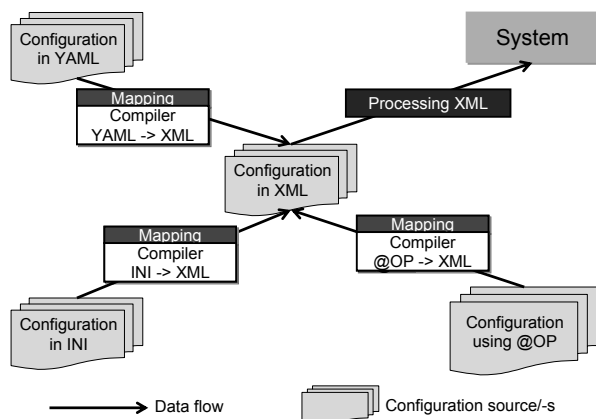 Configuration
in YAML
System
Mapping
Compiler
YAML -> XML
Processing XML
Configuration
in XML
Mapping
Compiler
INI -> XML
Mapping
Compiler
@OP -> XML
Configuration
in INI
Configuration
using @OP
Data flow
Configuration source/-s